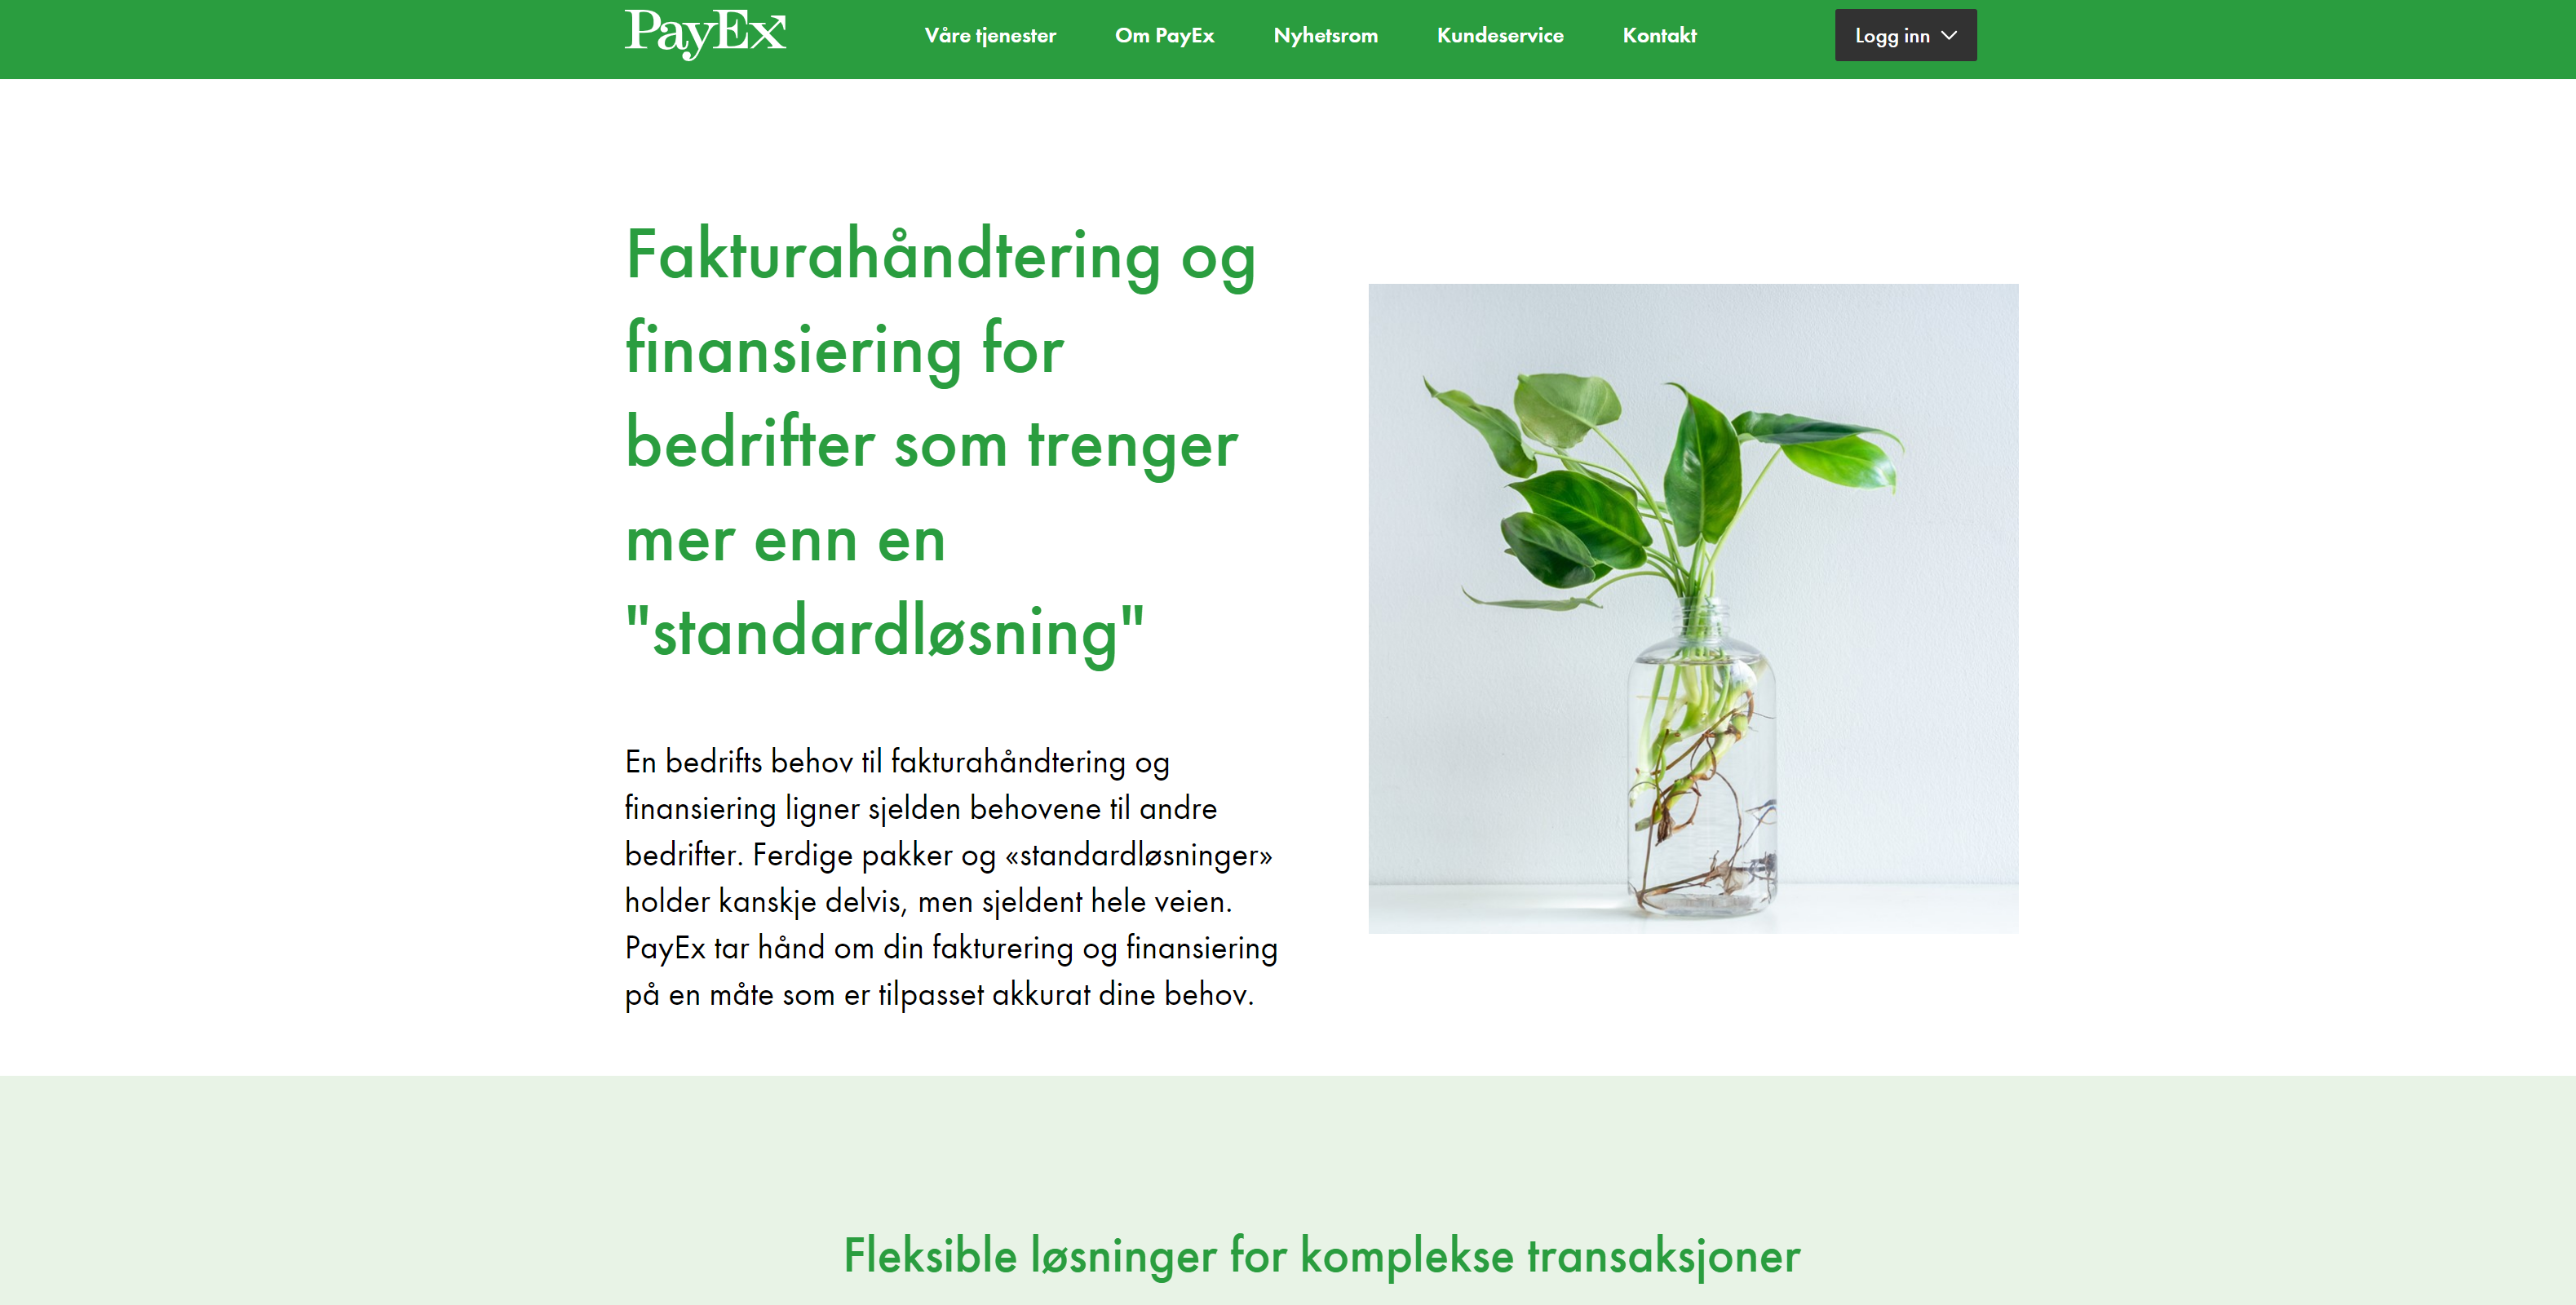 PayEx
Våre tjenester
Om PayEx
Nyhetsrom
Kundeservice
Kontakt
Logg inn
Fakturahåndtering og
finansiering for
bedrifter som trenger
mer enn en
"standardløsning"
En bedrifts behov til fakturahåndtering og
finansiering ligner sjelden behovene til andre
bedrifter. Ferdige pakker og «standardløsninger»
holder kanskje delvis, men sjeldent hele veien.
PayEx tar hånd om din fakturering og finansiering
på en måte som er tilpasset akkurat dine behov.
Fleksible løsninger for komplekse transaksjoner